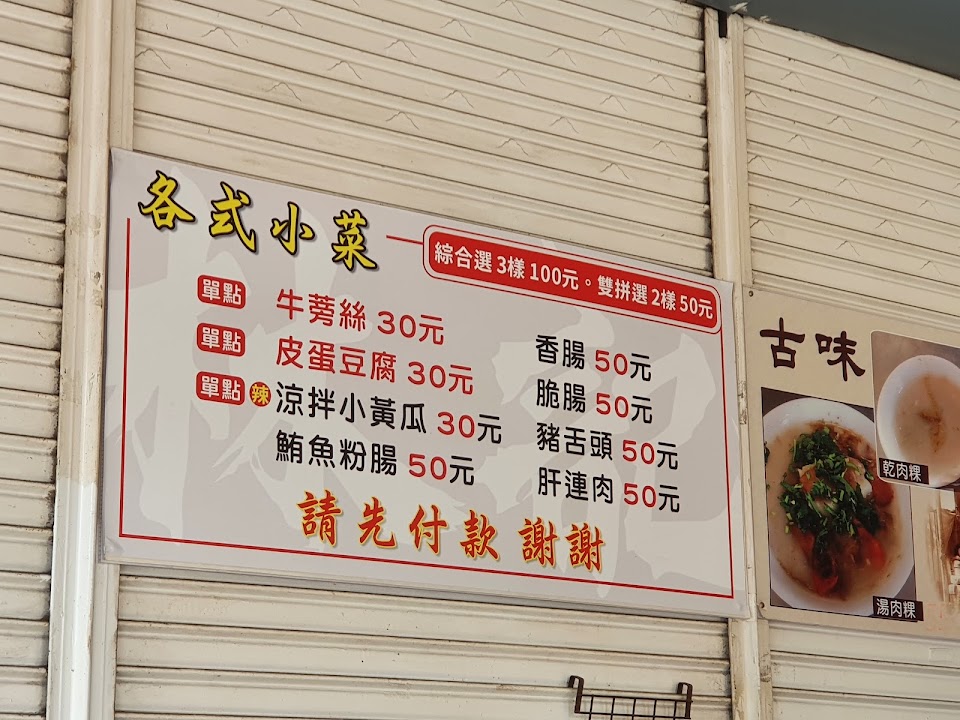 各式小菜
綜合選3樣100元。雙拼選2樣50元
單點 牛蒡絲 30元
單點 皮蛋豆腐 30元
單點 辣 涼拌小黃瓜 30元
鮪魚粉腸 50元
香腸 50元
脆腸 50元
豬舌頭 50元
肝連肉 50元
請先付款 謝謝
古味
乾肉粿
湯肉粿